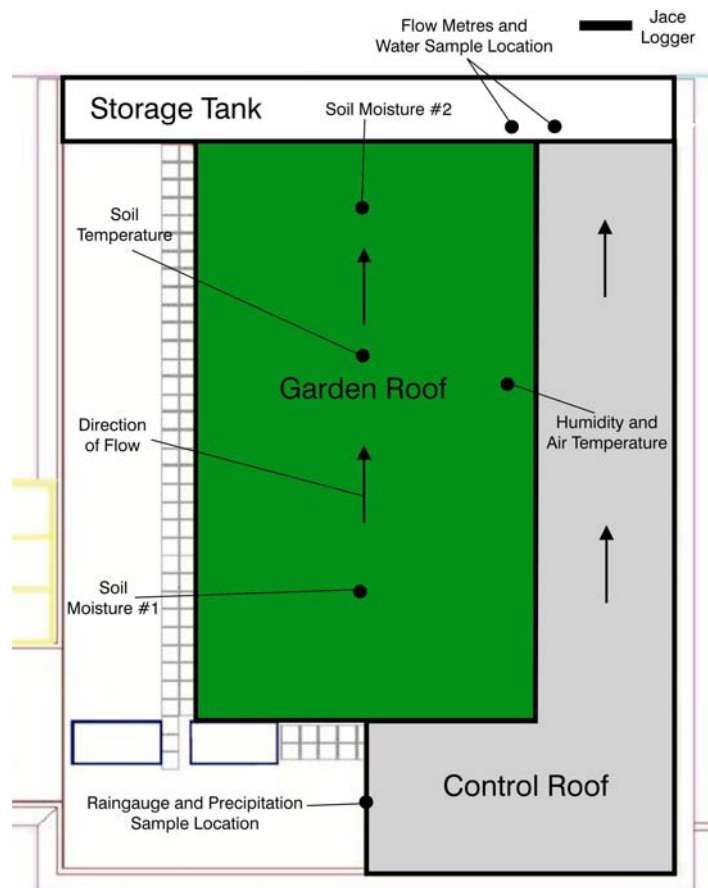 Flow Metres and
Water Sample Location
Jace
Logger
Storage Tank
Soil Moisture #2
Soil
Temperature
Garden Roof
Direction
of Flow
Humidity and
Air Temperature
Soil
Moisture #1
Control Roof
Raingauge and Precipitation
Sample Location